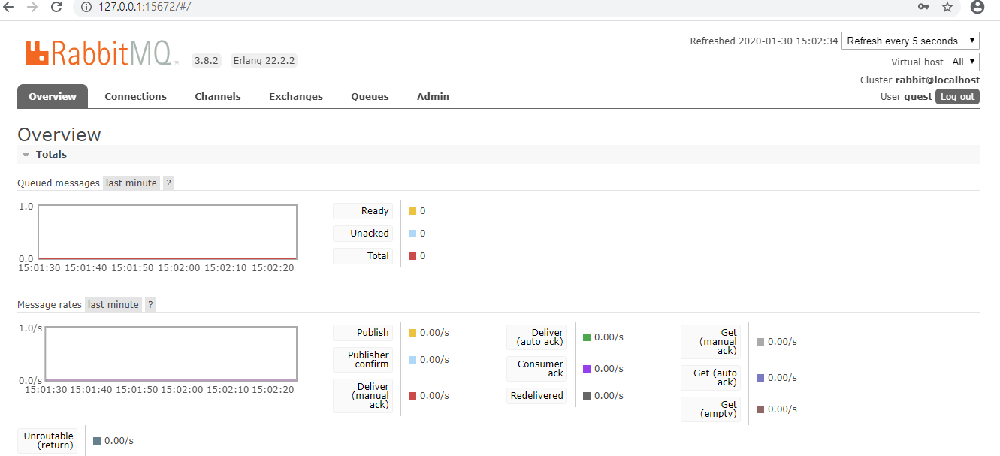 127.0.0.1:15672/#/
Refreshed 2020-01-30 15:02:34 Refresh every 5 seconds
RabbitMQ TM 3.8.2 Erlang 22.2.2
Virtual host All
Cluster rabbit@localhost
User guest Log out
Overview Connections Channels Exchanges Queues Admin
Overview
Totals
Queued messages last minute ?
1.0
0.0
15:01:30 15:01:40 15:01:50 15:02:00 15:02:10 15:02:20
Ready 0
Unacked 0
Total 0
Message rates last minute ?
1.0/s
0.0/s
15:01:30 15:01:40 15:01:50 15:02:00 15:02:10 15:02:20
Publish 0.00/s
Publisher
confirm 0.00/s
Deliver
(manual
ack) 0.00/s
Deliver
(auto ack) 0.00/s
Consumer
ack 0.00/s
Redelivered 0.00/s
Get
(manual
ack) 0.00/s
Get (auto
ack) 0.00/s
Get
(empty) 0.00/s
Unroutable
(return) 0.00/s